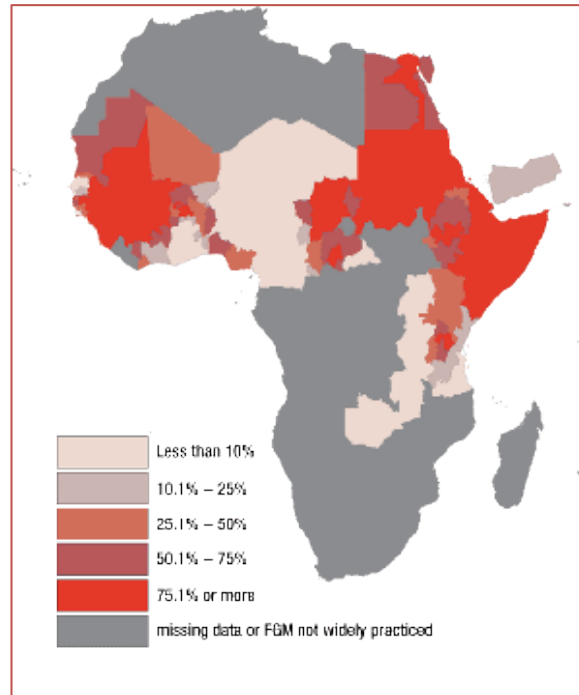 Less than 10%
10.1% – 25%
25.1% – 50%
50.1% – 75%
75.1% or more
missing data or FGM not widely practiced